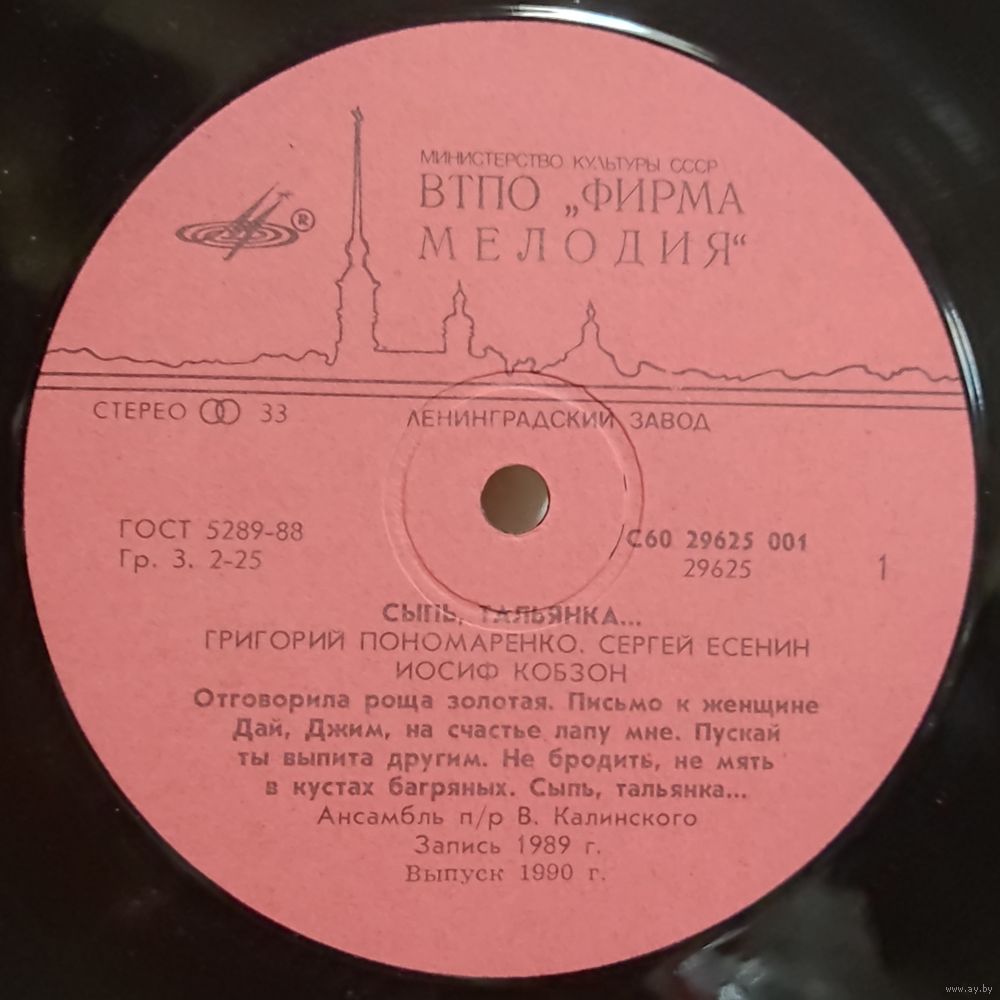 МИНИСТЕРСТВО КУЛЬТУРЫ СССР
ВТПО „ФИРМА
МЕЛОДИЯ“
®
СТЕРЕО 33
ЛЕНИНГРАДСКИЙ ЗАВОД
ГОСТ 5289-88
Гр. 3. 2-25
С60 29625 001
29625
1
СЫПЬ, ТАЛЬЯНКА...
ГРИГОРИЙ ПОНОМАРЕНКО. СЕРГЕЙ ЕСЕНИН
ИОСИФ КОБЗОН
Отговорила роща золотая. Письмо к женщине
Дай, Джим, на счастье лапу мне. Пускай
ты выпита другим. Не бродить, не мять
в кустах багряных. Сыпь, тальянка...
Ансамбль п/р В. Калинского
Запись 1989 г.
Выпуск 1990 г.
www.ay.by